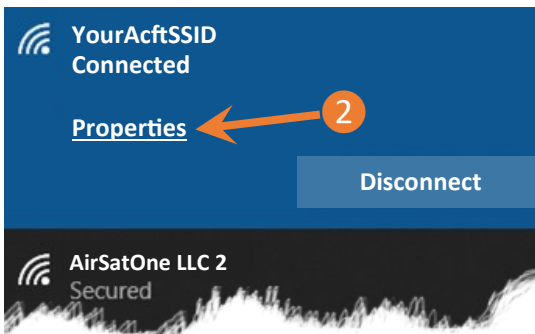 YourAcftSSID
Connected
Properties
2
Disconnect
AirSatOne LLC 2
Secured